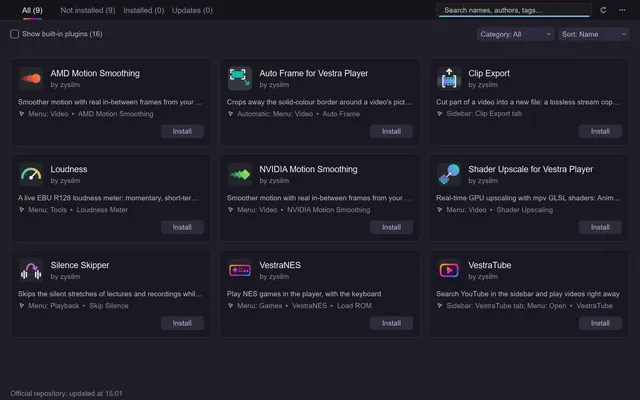 All (9) Not installed (9) Installed (0) Updates (0) Search names, authors, tags...
Show built-in plugins (16) Category: All Sort: Name
AMD Motion Smoothing
by zysilm
Smoother motion with real in-between frames from your ...
Menu: Video • AMD Motion Smoothing
Install
Auto Frame for Vestra Player
by zysilm
Crops away the solid-colour border around a video's pict...
Automatic; Menu: Video • Auto Frame
Install
Clip Export
by zysilm
Cut part of a video into a new file: a lossless stream cop...
Sidebar: Clip Export tab
Install
Loudness
by zysilm
A live EBU R128 loudness meter: momentary, short-ter...
Menu: Tools • Loudness Meter
Install
NVIDIA Motion Smoothing
by zysilm
Smoother motion with real in-between frames from your ...
Menu: Video • NVIDIA Motion Smoothing
Install
Shader Upscale for Vestra Player
by zysilm
Real-time GPU upscaling with mpv GLSL shaders: Anim...
Menu: Video • Shader Upscaling
Install
Silence Skipper
by zysilm
Skips the silent stretches of lectures and recordings whil...
Menu: Playback • Skip Silence
Install
VestraNES
by zysilm
Play NES games in the player, with the keyboard
Menu: Games • VestraNES • Load ROM
Install
VestraTube
by zysilm
Search YouTube in the sidebar and play videos right away
Sidebar: VestraTube tab; Menu: Open • VestraTube
Install
Official repository: updated at 15:01